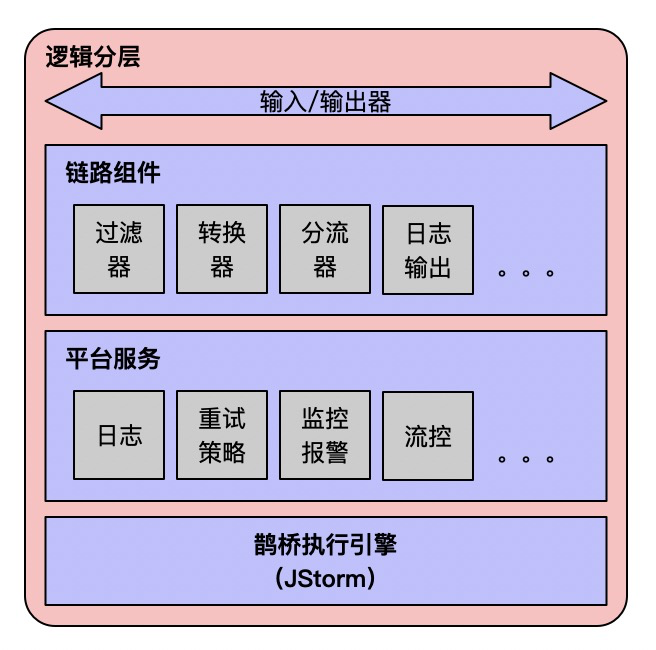 逻辑分层
输入/输出器
链路组件
过滤
器
转换
器
分流
器
日志
输出
。。。
平台服务
日志
重试
策略
监控
报警
流控
。。。
鹊桥执行引擎
（JStorm）